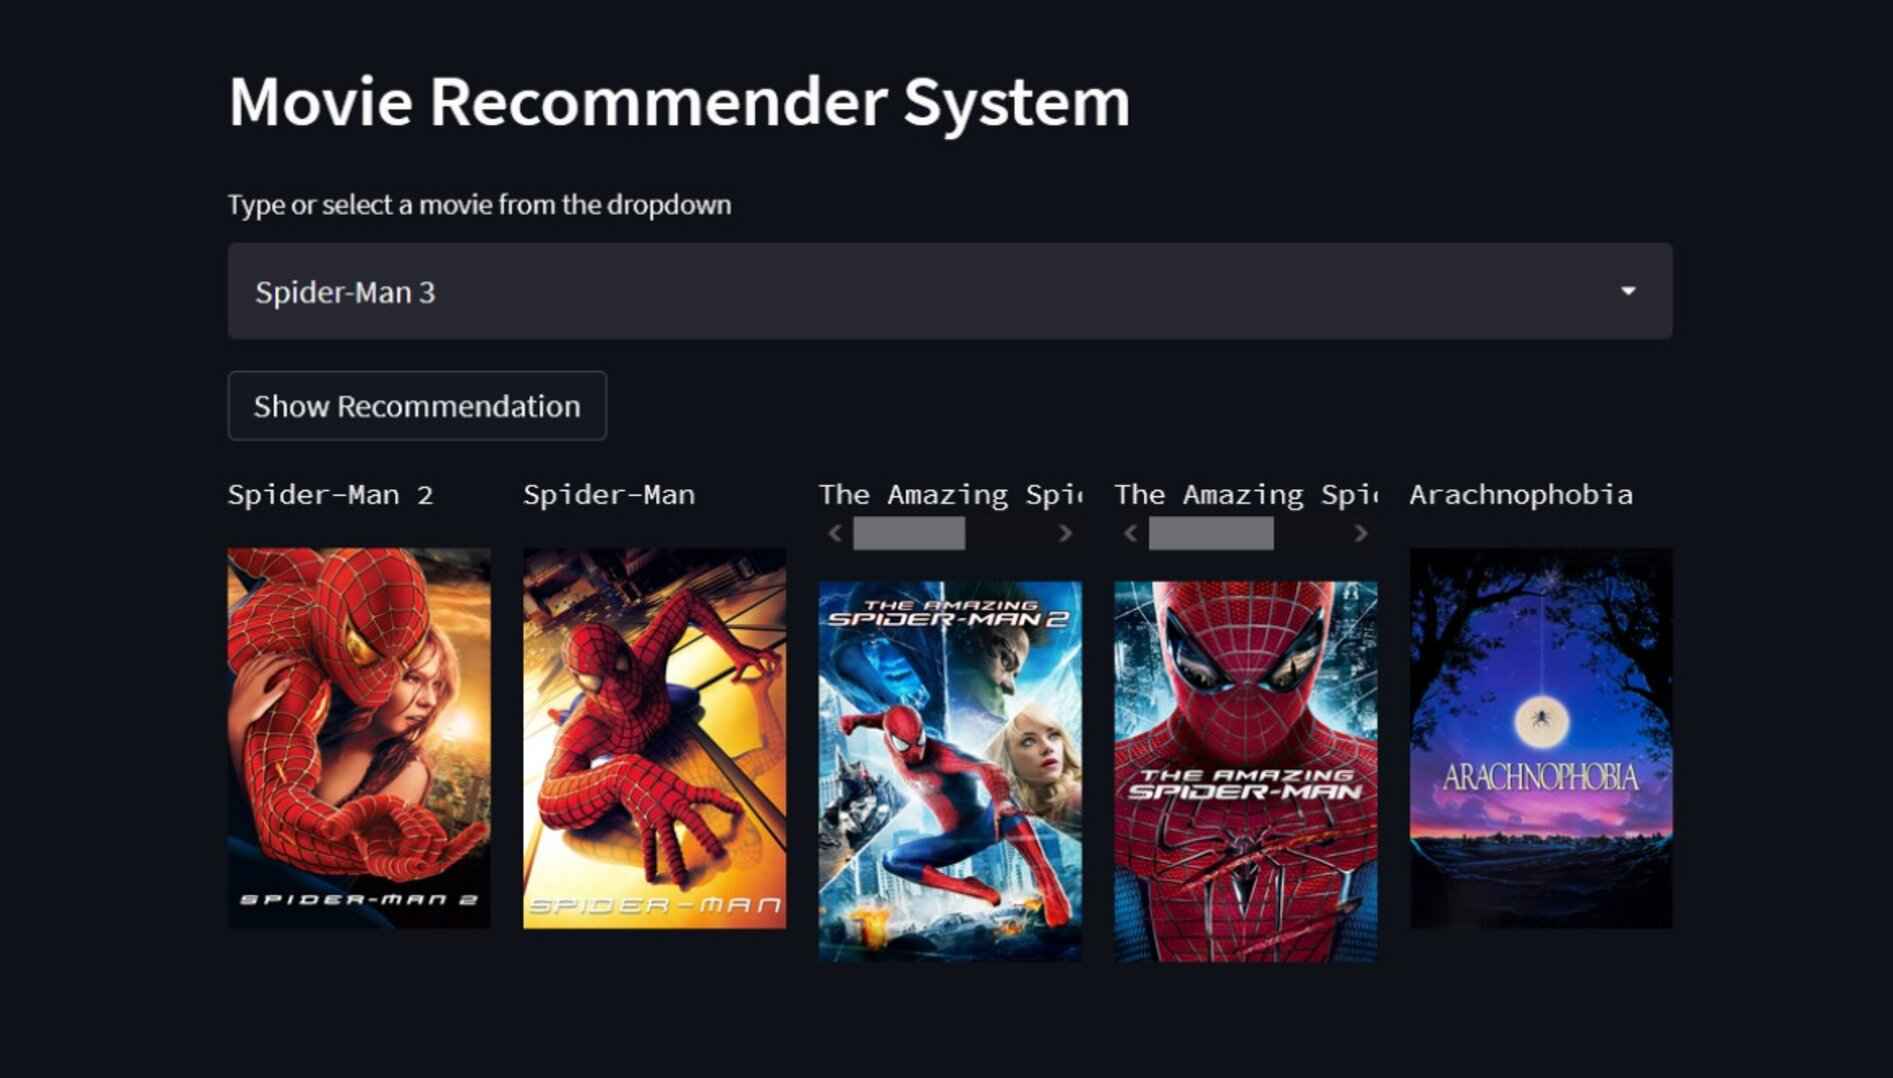 Movie Recommender System
Type or select a movie from the dropdown
Spider-Man 3
Show Recommendation
Spider-Man 2
Spider-Man
The Amazing Spi
The Amazing Spi
Arachnophobia
SPIDER-MAN 2
SPIDER-MAN
THE AMAZING
SPIDER-MAN 2
THE AMAZING
SPIDER-MAN
ARACHNOPHOBIA